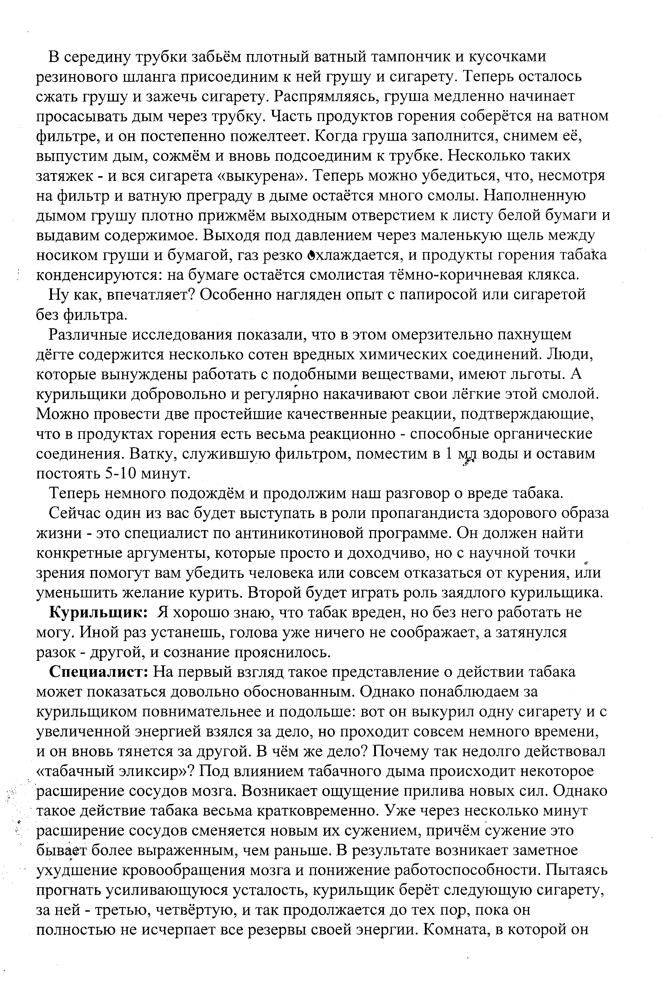 В середину трубки забьём плотный ватный тампончик и кусочками
резинового шланга присоединим к ней грушу и сигарету. Теперь осталось
сжать грушу и зажечь сигарету. Распрямляясь, груша медленно начинает
просасывать дым через трубку. Часть продуктов горения соберётся на ватном
фильтре, и он постепенно пожелтеет. Когда груша заполнится, снимем её,
выпустим дым, сожмём и вновь подсоединим к трубке. Несколько таких
затяжек - и вся сигарета «выкурена». Теперь можно убедиться, что, несмотря
на фильтр и ватную преграду в дыме остаётся много смолы. Наполненную
дымом грушу плотно прижмём выходным отверстием к листу белой бумаги и
выдавим содержимое. Выходя под давлением через маленькую щель между
носиком груши и бумагой, газ резко охлаждается, и продукты горения табака
конденсируются: на бумаге остаётся смолистая тёмно-коричневая клякса.
Ну как, впечатляет? Особенно нагляден опыт с папиросой или сигаретой
без фильтра.
Различные исследования показали, что в этом омерзительно пахнущем
дёгте содержится несколько сотен вредных химических соединений. Люди,
которые вынуждены работать с подобными веществами, имеют льготы. А
курильщики добровольно и регулярно накачивают свои лёгкие этой смолой.
Можно провести две простейшие качественные реакции, подтверждающие,
что в продуктах горения есть весьма реакционно - способные органические
соединения. Ватку, служившую фильтром, поместим в 1 мл воды и оставим
постоять 5-10 минут.
Теперь немного подождём и продолжим наш разговор о вреде табака.
Сейчас один из вас будет выступать в роли пропагандиста здорового образа
жизни - это специалист по антиникотиновой программе. Он должен найти
конкретные аргументы, которые просто и доходчиво, но с научной точки
зрения помогут вам убедить человека или совсем отказаться от курения, или
уменьшить желание курить. Второй будет играть роль заядлого курильщика.
Курильщик: Я хорошо знаю, что табак вреден, но без него работать не
могу. Иной раз устанешь, голова уже ничего не соображает, а затянулся
разок - другой, и сознание прояснилось.
Специалист: На первый взгляд такое представление о действии табака
может показаться довольно обоснованным. Однако понаблюдаем за
курильщиком повнимательнее и подольше: вот он выкурил одну сигарету и с
увеличенной энергией взялся за дело, но проходит совсем немного времени,
и он вновь тянется за другой. В чём же дело? Почему так недолго действовал
«табачный эликсир»? Под влиянием табачного дыма происходит некоторое
расширение сосудов мозга. Возникает ощущение прилива новых сил. Однако
такое действие табака весьма кратковременно. Уже через несколько минут
расширение сосудов сменяется новым их сужением, причём сужение это
бывает более выраженным, чем раньше. В результате возникает заметное
ухудшение кровообращения мозга и понижение работоспособности. Пытаясь
прогнать усиливающуюся усталость, курильщик берёт следующую сигарету,
за ней - третью, четвёртую, и так продолжается до тех пор, пока он
полностью не исчерпает все резервы своей энергии. Комната, в которой он